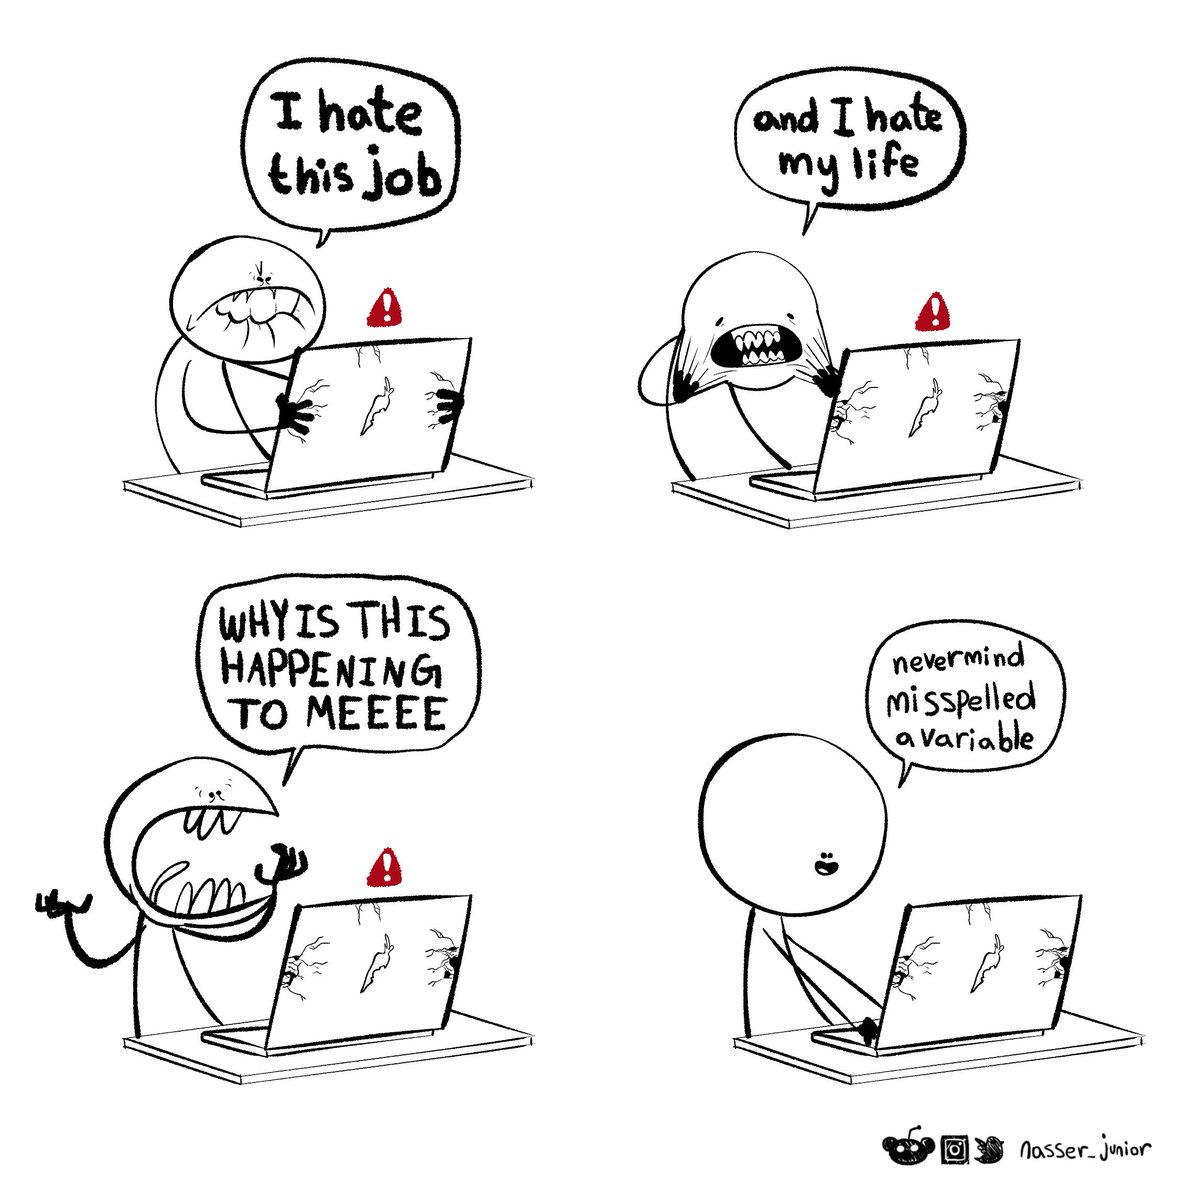 I hate
this job
and I hate
my life
WHY IS THIS
HAPPENING
TO MEEEE
nevermind
misspelled
a variable
nasser_junior